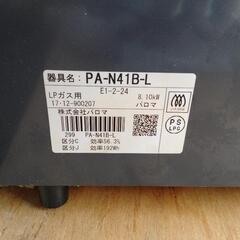 器具名: PA-N41B-L
E1-2-24
LPガス用 8.10kW
17・12-900207 パロマ
株式会社パロマ
299 PA-N41B-L
区分C 効率56.3%
区分J 効率192Wh
PS
LPG